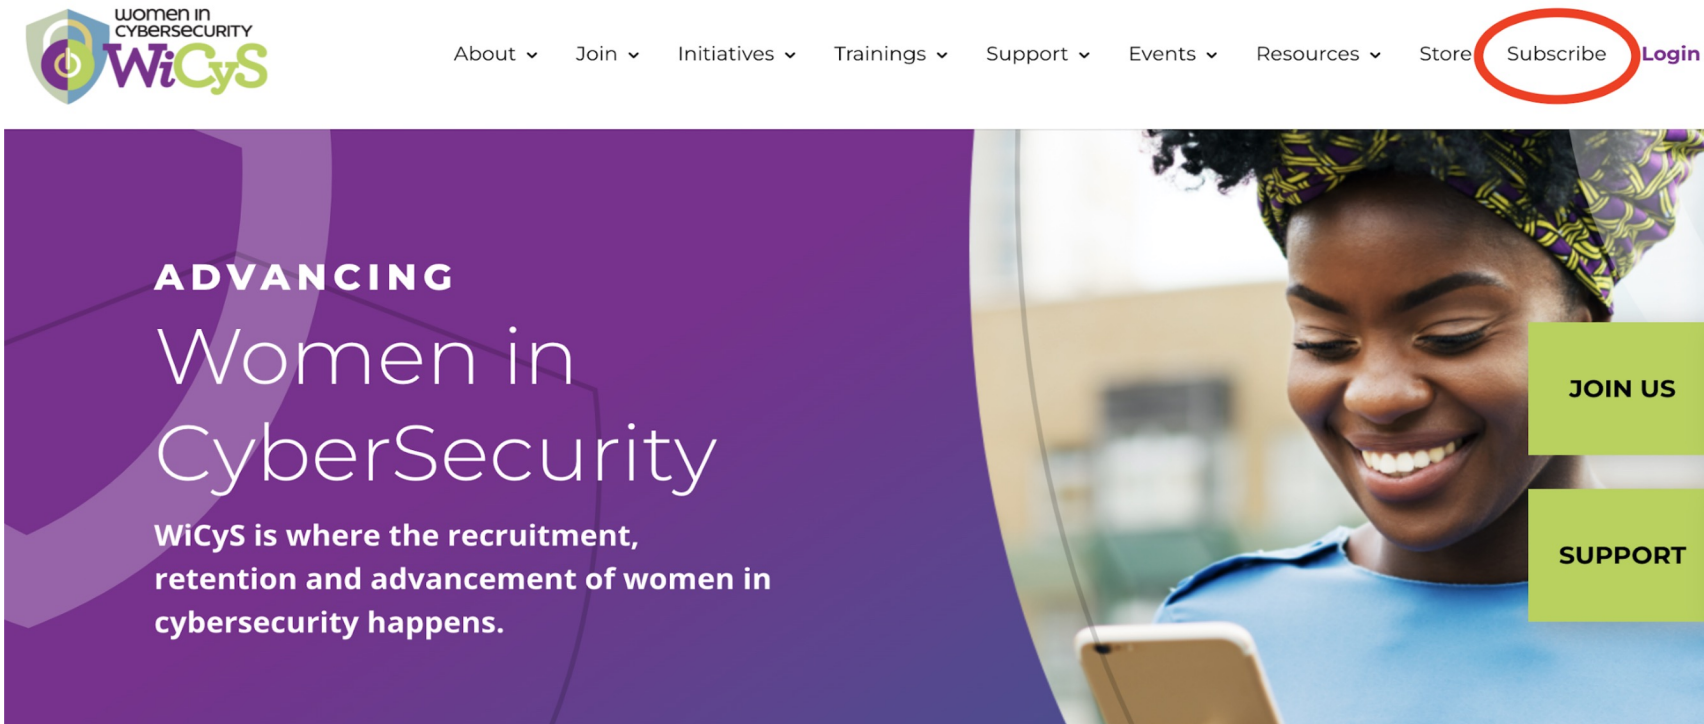 women in
CYBERSECURITY
WiCyS
About
Join
Initiatives
Trainings
Support
Events
Resources
Store
Subscribe
Login
ADVANCING
Women in
CyberSecurity
WiCyS is where the recruitment,
retention and advancement of women in
cybersecurity happens.
JOIN US
SUPPORT